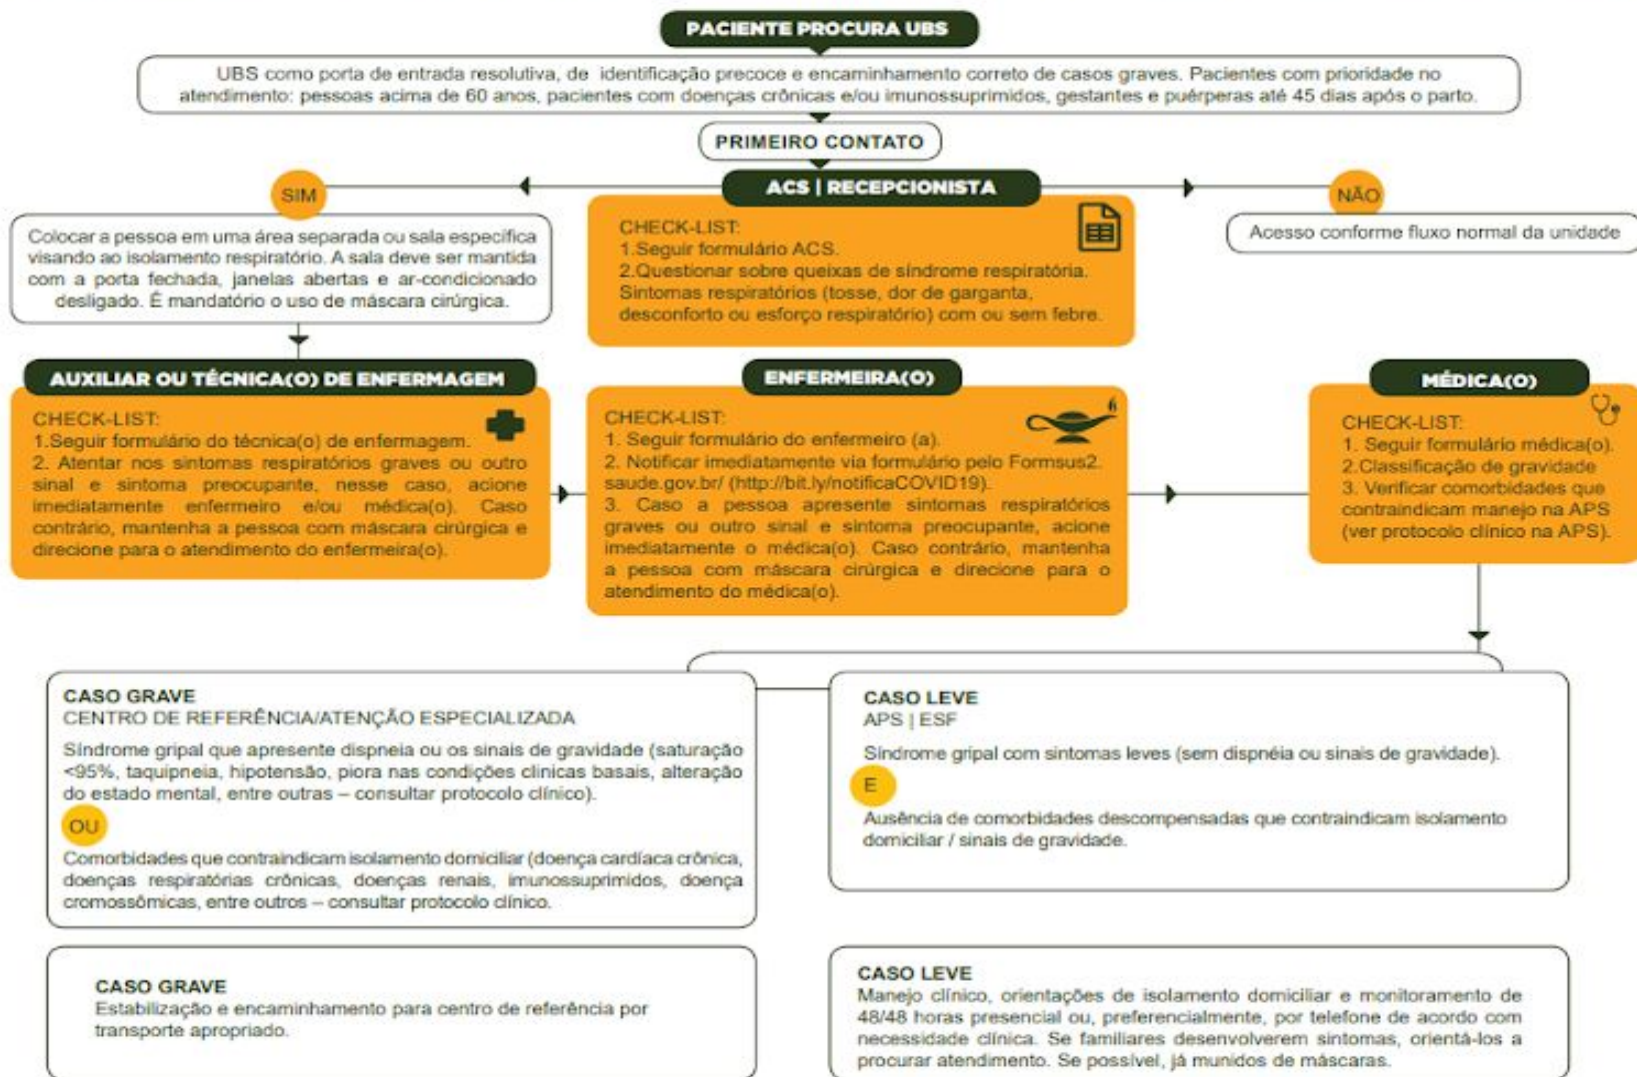 PACIENTE PROCURA UBS
UBS como porta de entrada resolutiva, de identificação precoce e encaminhamento correto de casos graves. Pacientes com prioridade no
atendimento: pessoas acima de 60 anos, pacientes com doenças crônicas e/ou imunossuprimidos, gestantes e puérperas até 45 dias após o parto.
PRIMEIRO CONTATO
SIM
ACS | RECEPCIONISTA
NÃO
Colocar a pessoa em uma área separada ou sala específica
visando ao isolamento respiratório. A sala deve ser mantida
com a porta fechada, janelas abertas e ar-condicionado
desligado. É mandatório o uso de máscara cirúrgica.
CHECK-LIST:
1.Seguir formulário ACS.
2.Questionar sobre queixas de síndrome respiratória.
Sintomas respiratórios (tosse, dor de garganta,
desconforto ou esforço respiratório) com ou sem febre.
Acesso conforme fluxo normal da unidade
AUXILIAR OU TÉCNICA(O) DE ENFERMAGEM
CHECK-LIST:
1.Seguir formulário do técnica(o) de enfermagem.
2. Atentar nos sintomas respiratórios graves ou outro
sinal e sintoma preocupante, nesse caso, acione
imediatamente enfermeiro e/ou médica(o). Caso
contrário, mantenha a pessoa com máscara cirúrgica e
direcione para o atendimento do enfermeira(o).
ENFERMEIRA(O)
CHECK-LIST:
1. Seguir formulário do enfermeiro (a).
2. Notificar imediatamente via formulário pelo Formsus2.
saude.gov.br/ (http://bit.ly/notificaCOVID19).
3. Caso a pessoa apresente sintomas respiratórios
graves ou outro sinal e sintoma preocupante, acione
imediatamente o médica(o). Caso contrário, mantenha
a pessoa com máscara cirúrgica e direcione para o
atendimento do médica(o).
MÉDICA(O)
CHECK-LIST:
1. Seguir formulário médica(o).
2.Classificação de gravidade
3. Verificar comorbidades que
contraindicam manejo na APS
(ver protocolo clínico na APS).
CASO GRAVE
CENTRO DE REFERÊNCIA/ATENÇÃO ESPECIALIZADA
Síndrome gripal que apresente dispneia ou os sinais de gravidade (saturação
<95%, taquipneia, hipotensão, piora nas condições clinicas basais, alteração
do estado mental, entre outras – consultar protocolo clínico).
OU
Comorbidades que contraindicam isolamento domiciliar (doença cardíaca crônica,
doenças respiratórias crônicas, doenças renais, imunossuprimidos, doença
cromossômicas, entre outros – consultar protocolo clínico.
CASO LEVE
APS | ESF
Síndrome gripal com sintomas leves (sem dispnéia ou sinais de gravidade).
E
Ausência de comorbidades descompensadas que contraindicam isolamento
domiciliar / sinais de gravidade.
CASO GRAVE
Estabilização e encaminhamento para centro de referência por
transporte apropriado.
CASO LEVE
Manejo clínico, orientações de isolamento domiciliar e monitoramento de
48/48 horas presencial ou, preferencialmente, por telefone de acordo com
necessidade clínica. Se familiares desenvolverem sintomas, orientá-los a
procurar atendimento. Se possível, já munidos de máscaras.